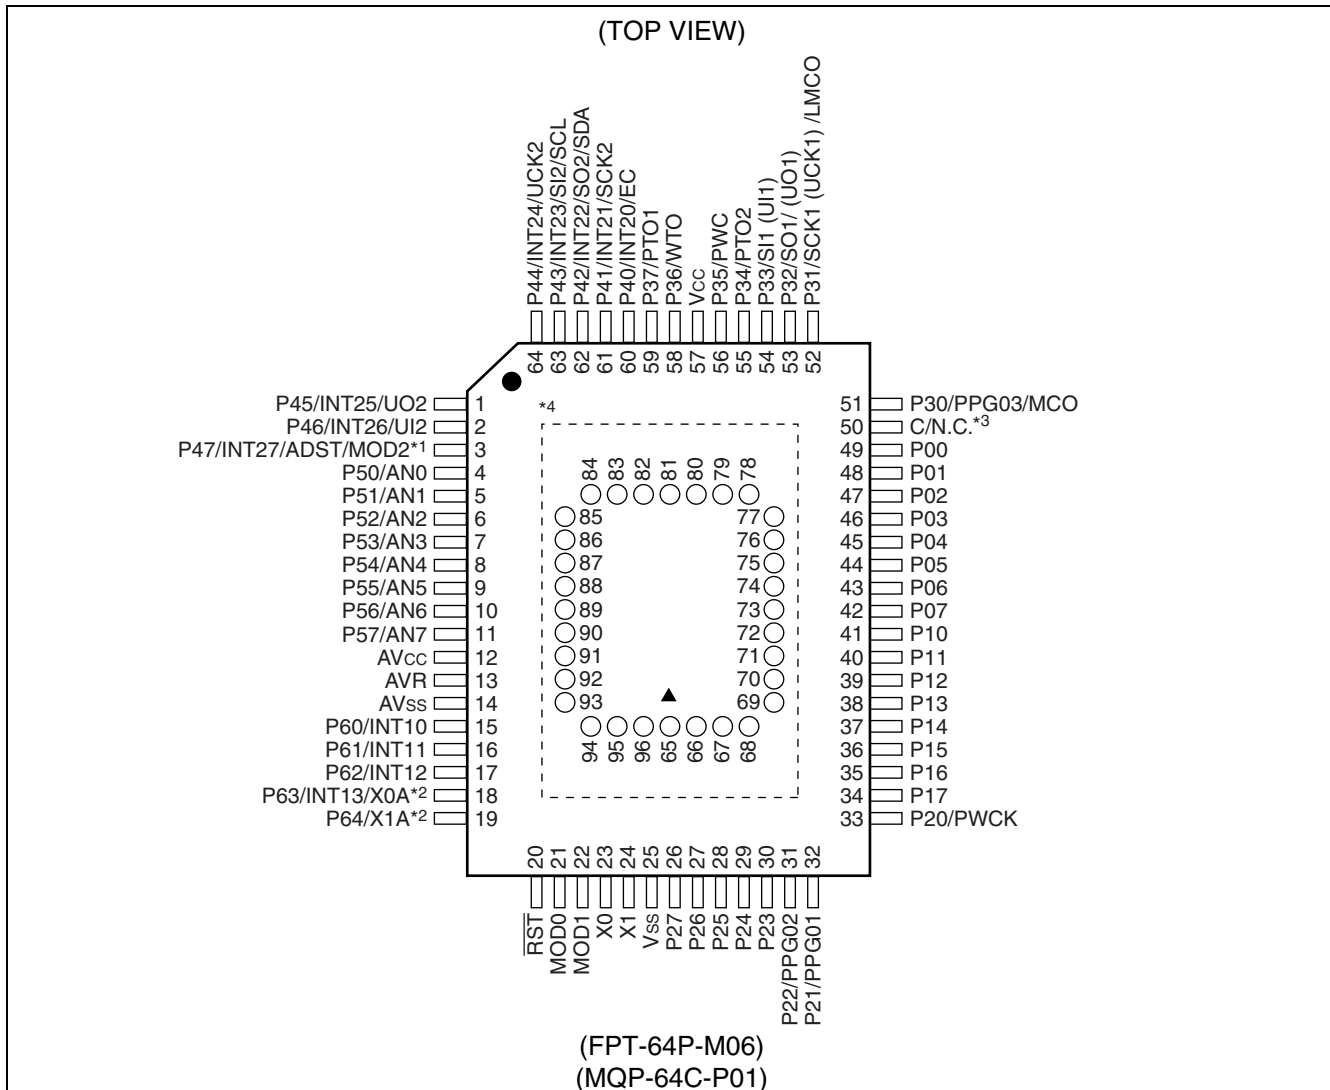 (TOP VIEW)
P44/INT24/UCK2
P43/INT23/SI2/SCL
P42/INT22/SO2/SDA
P41/INT21/SCK2
P40/INT20/EC
P37/PTO1
P36/WTO
Vcc
P35/PWC
P34/PTO2
P33/SI1 (UI1)
P32/SO1/ (UO1)
P31/SCK1 (UCK1) /LMCO
64 63 62 61 60 59 58 57 56 55 54 53 52
P45/INT25/UO2 1
P46/INT26/UI2 2
P47/INT27/ADST/MOD2*1 3
P50/AN0 4
P51/AN1 5
P52/AN2 6
P53/AN3 7
P54/AN4 8
P55/AN5 9
P56/AN6 10
P57/AN7 11
AVcc 12
AVR 13
AVss 14
P60/INT10 15
P61/INT11 16
P62/INT12 17
P63/INT13/X0A*2 18
P64/X1A*2 19
*4
84 83 82 81 80 79 78
85 77
86 76
87 75
88 74
89 73
90 72
91 71
92 70
93 69
94 95 96 65 66 67 68
51 P30/PPG03/MCO
50 C/N.C.*3
49 P00
48 P01
47 P02
46 P03
45 P04
44 P05
43 P06
42 P07
41 P10
40 P11
39 P12
38 P13
37 P14
36 P15
35 P16
34 P17
33 P20/PWCK
20 21 22 23 24 25 26 27 28 29 30 31 32
RST
MOD0
MOD1
X0
X1
Vss
P27
P26
P25
P24
P23
P22/PPG02
P21/PPG01
(FPT-64P-M06)
(MQP-64C-P01)